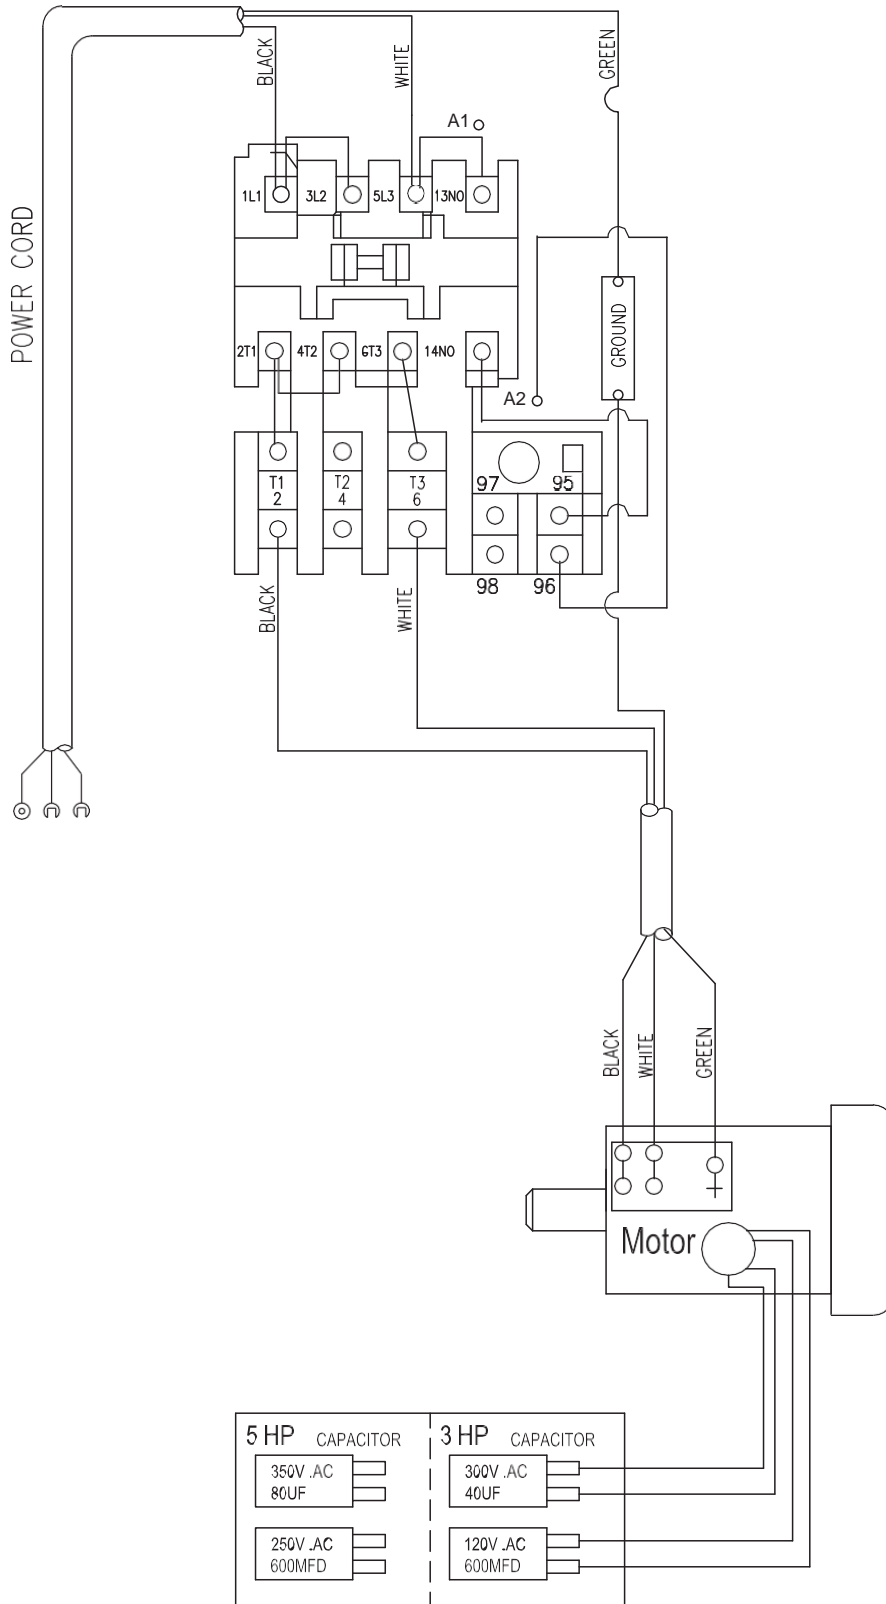 BLACK
WHITE
GREEN
A1
1L1 3L2 5L3 13NO
POWER CORD
GROUND
2T1 4T2 6T3 14NO
A2
T1 T2 T3
2 4 6
97 95
98 96
BLACK
WHITE
BLACK
WHITE
GREEN
Motor
5 HP CAPACITOR
350V .AC
80UF
250V .AC
600MFD
3 HP CAPACITOR
300V .AC
40UF
120V .AC
600MFD